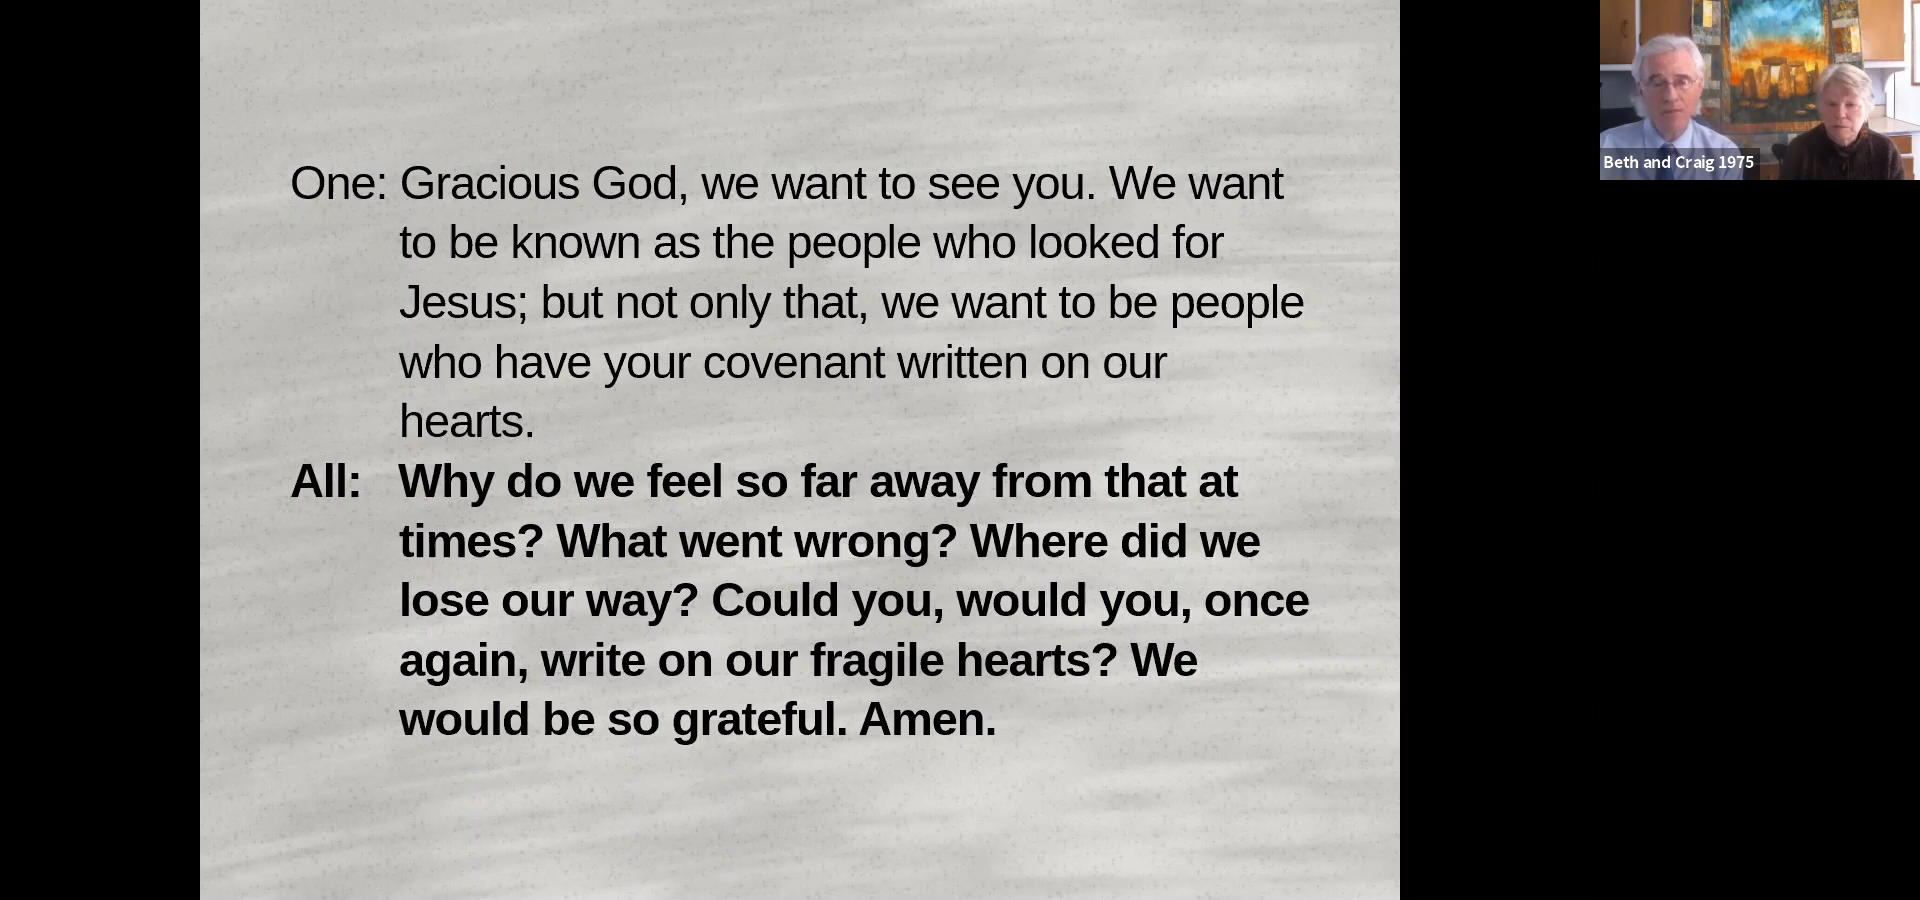 One: Gracious God, we want to see you. We want
to be known as the people who looked for
Jesus; but not only that, we want to be people
who have your covenant written on our
hearts.
All: Why do we feel so far away from that at
times? What went wrong? Where did we
lose our way? Could you, would you, once
again, write on our fragile hearts? We
would be so grateful. Amen.
Beth and Craig 1975